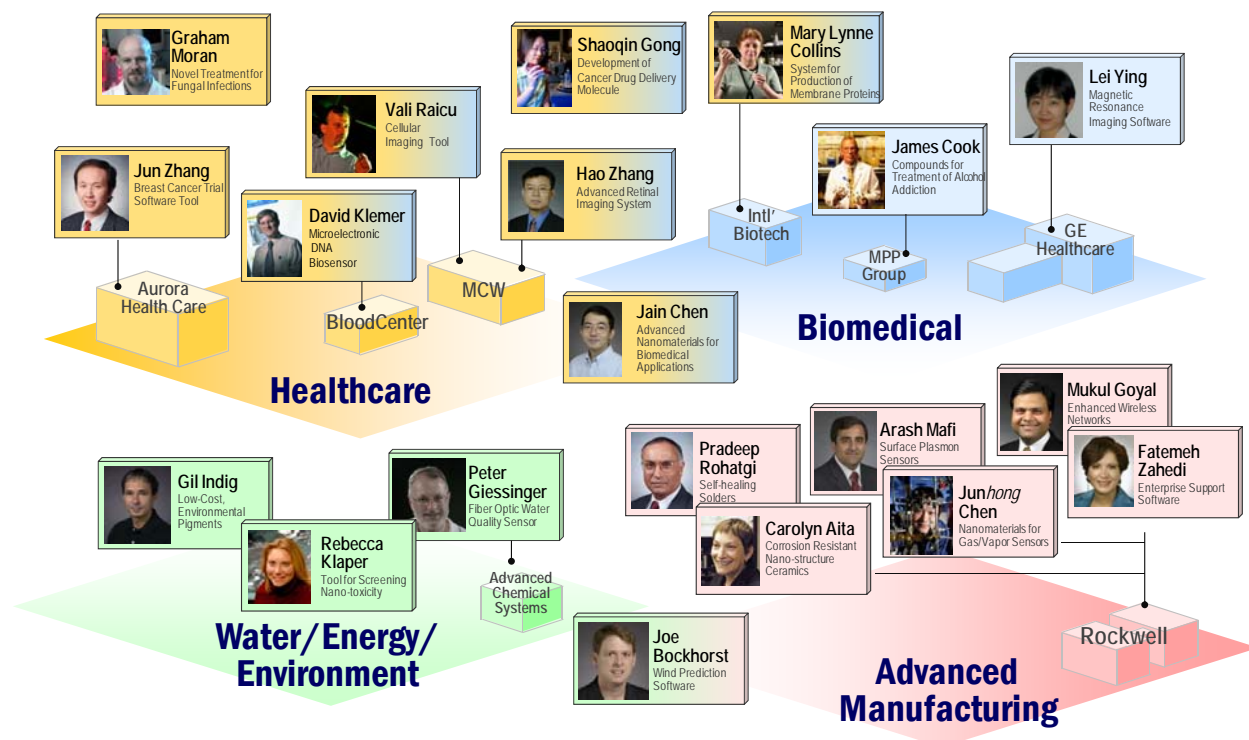 Graham
Moran
Novel Treatment for
Fungal Infections
Shaoqin Gong
Development of
Cancer Drug Delivery
Molecule
Mary Lynne
Collins
System for
Production of
Membrane Proteins
Lei Ying
Magnetic
Resonance
Imaging Software
Vali Raicu
Cellular
Imaging Tool
James Cook
Compounds for
Treatment of Alcohol
Addiction
Jun Zhang
Breast Cancer Trial
Software Tool
Hao Zhang
Advanced Retinal
Imaging System
David Klemer
Microelectronic
DNA
Biosensor
Intl'
Biotech
MPP
Group
GE
Healthcare
Aurora
Health Care
BloodCenter
MCW
Jain Chen
Advanced
Nanomaterials for
Biomedical
Applications
Biomedical
Healthcare
Mukul Goyal
Enhanced Wireless
Networks
Arash Mafi
Surface Plasmon
Sensors
Pradeep
Rohatgi
Self-healing
Solders
Fatemeh
Zahedi
Enterprise Support
Software
Gil Indig
Low-Cost,
Environmental
Pigments
Peter
Giessinger
Fiber Optic Water
Quality Sensor
Junhong
Chen
Nanomaterials for
Gas/Vapor Sensors
Carolyn Aita
Corrosion Resistant
Nano-structure
Ceramics
Rebecca
Klaper
Tool for Screening
Nano-toxicity
Advanced
Chemical
Systems
Water/Energy/
Environment
Joe
Bockhorst
Wind Prediction
Software
Rockwell
Advanced
Manufacturing